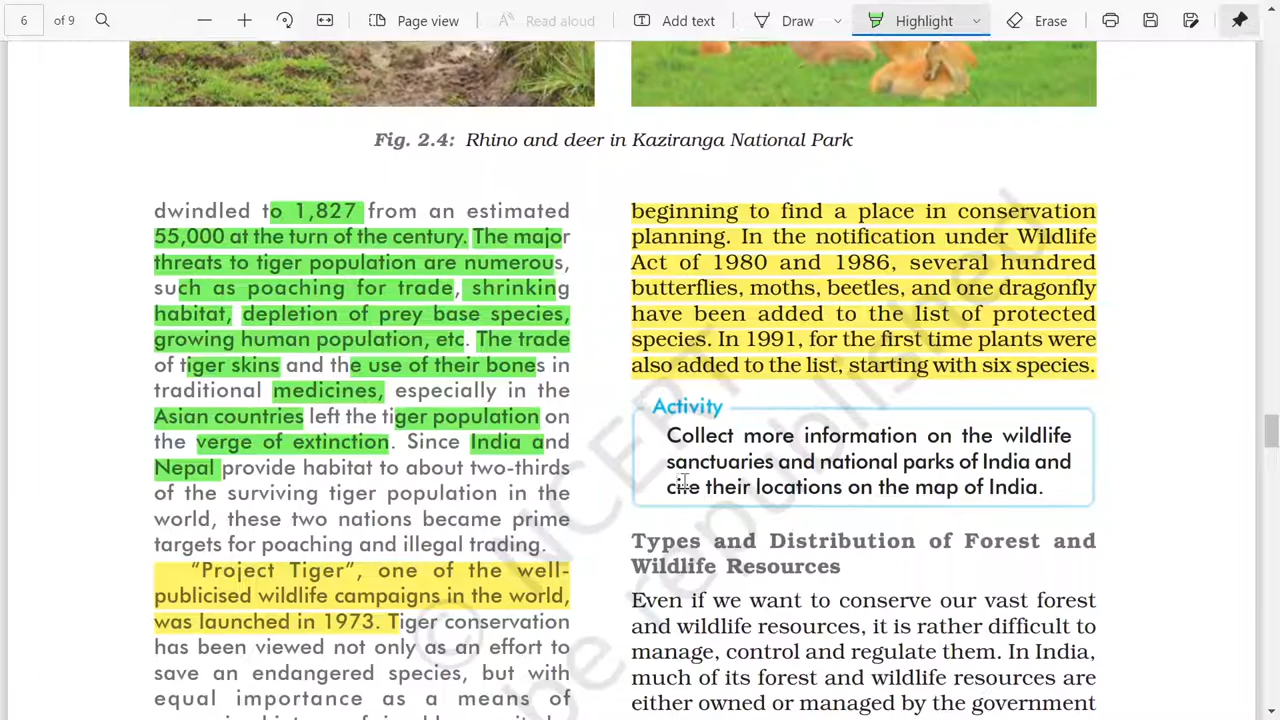 6 of 9 Page view Read aloud Add text Draw Highlight Erase
Fig. 2.4: Rhino and deer in Kaziranga National Park
dwindled to 1,827 from an estimated
55,000 at the turn of the century. The major
threats to tiger population are numerous,
such as poaching for trade, shrinking
habitat, depletion of prey base species,
growing human population, etc. The trade
of tiger skins and the use of their bones in
traditional medicines, especially in the
Asian countries left the tiger population on
the verge of extinction. Since India and
Nepal provide habitat to about two-thirds
of the surviving tiger population in the
world, these two nations became prime
targets for poaching and illegal trading.
"Project Tiger", one of the well-
publicised wildlife campaigns in the world,
was launched in 1973. Tiger conservation
has been viewed not only as an effort to
save an endangered species, but with
equal importance as a means of
beginning to find a place in conservation
planning. In the notification under Wildlife
Act of 1980 and 1986, several hundred
butterflies, moths, beetles, and one dragonfly
have been added to the list of protected
species. In 1991, for the first time plants were
also added to the list, starting with six species.
Activity
Collect more information on the wildlife
sanctuaries and national parks of India and
cite their locations on the map of India.
Types and Distribution of Forest and
Wildlife Resources
Even if we want to conserve our vast forest
and wildlife resources, it is rather difficult to
manage, control and regulate them. In India,
much of its forest and wildlife resources are
either owned or managed by the government
© NCERT
be republished